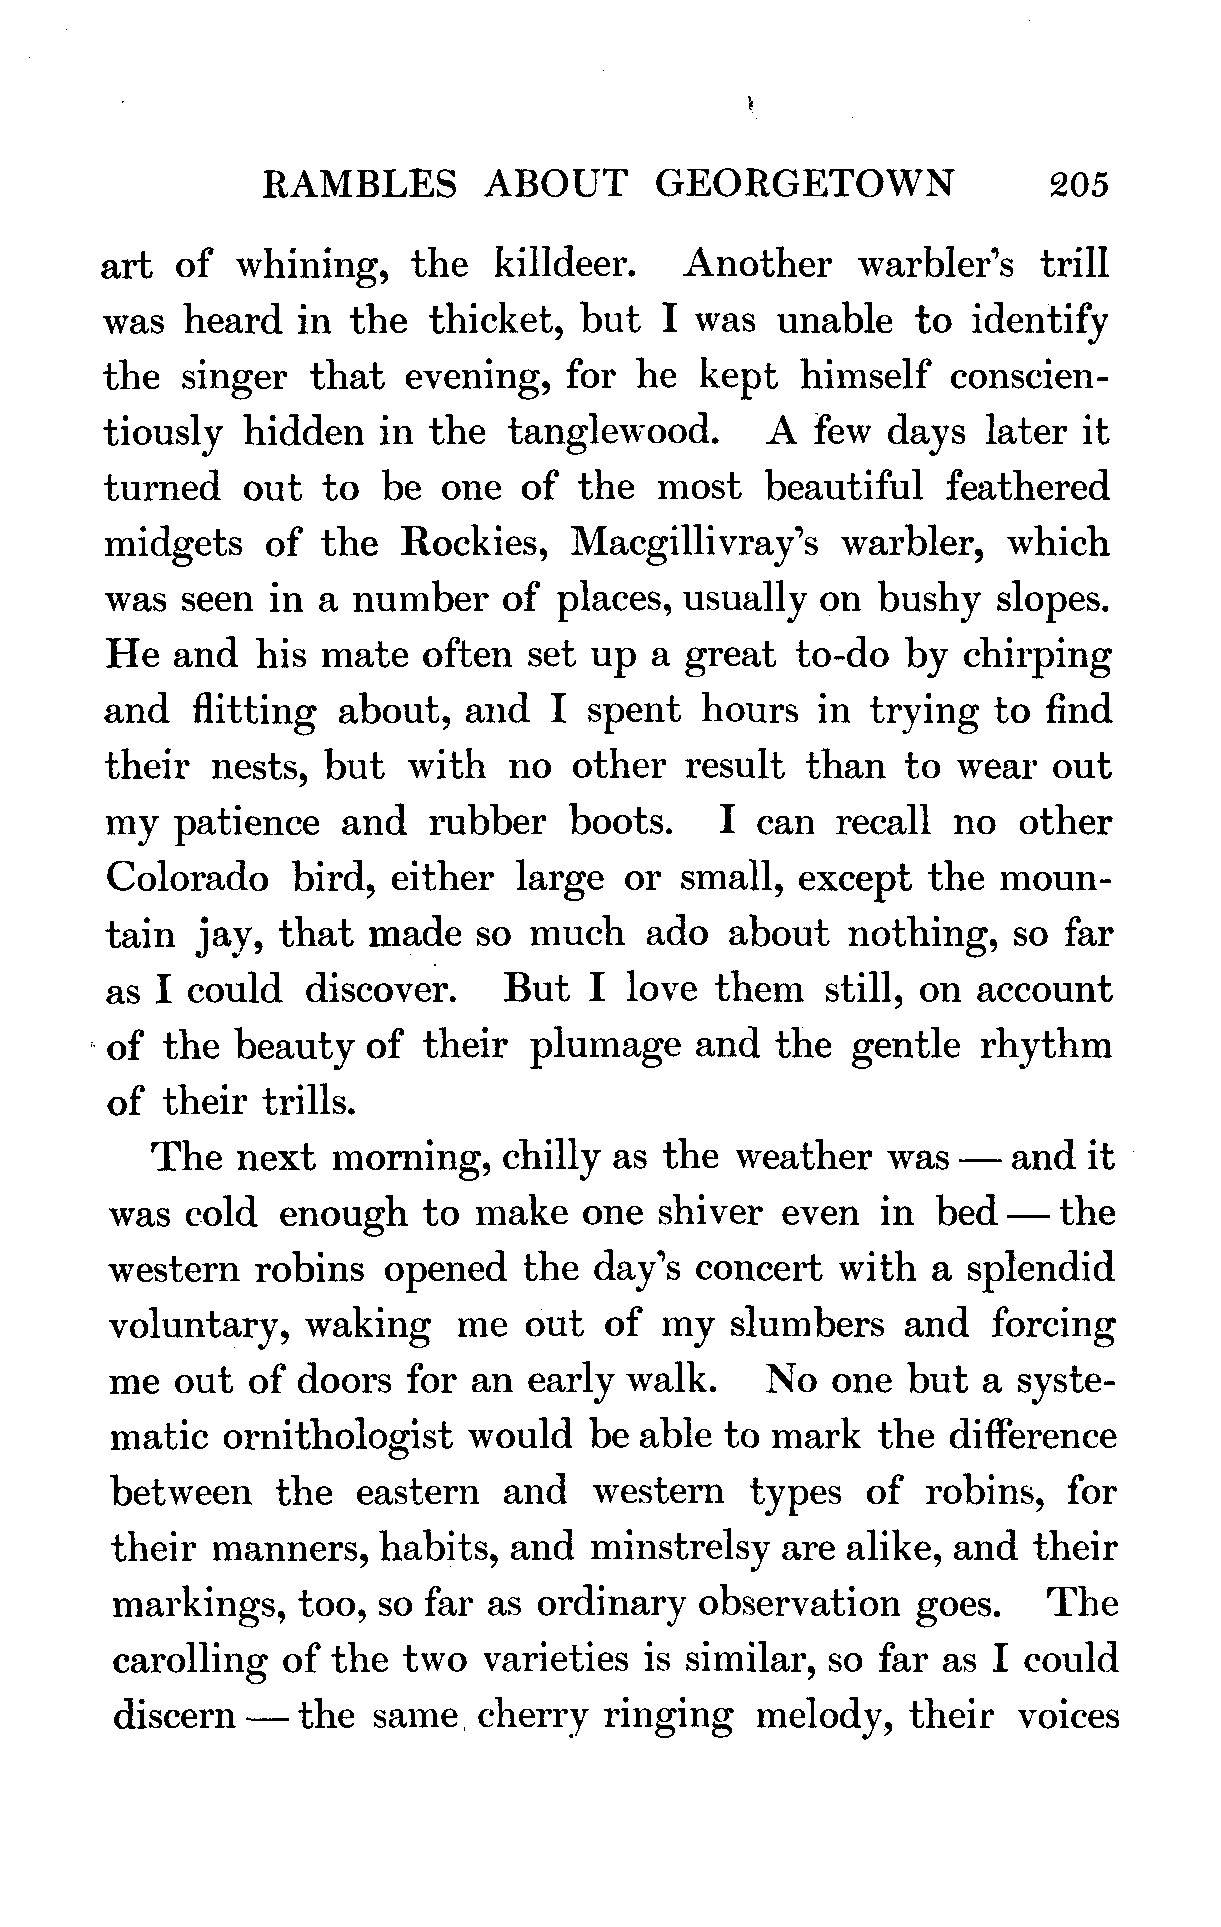 RAMBLES ABOUT GEORGETOWN 205
art of whining, the killdeer. Another warbler's trill
was heard in the thicket, but I was unable to identify
the singer that evening, for he kept himself conscien-
tiously hidden in the tanglewood. A few days later it
turned out to be one of the most beautiful feathered
midgets of the Rockies, Macgillivray's warbler, which
was seen in a number of places, usually on bushy slopes.
He and his mate often set up a great to-do by chirping
and flitting about, and I spent hours in trying to find
their nests, but with no other result than to wear out
my patience and rubber boots. I can recall no other
Colorado bird, either large or small, except the moun-
tain jay, that made so much ado about nothing, so far
as I could discover. But I love them still, on account
of the beauty of their plumage and the gentle rhythm
of their trills.
The next morning, chilly as the weather was — and it
was cold enough to make one shiver even in bed — the
western robins opened the day's concert with a splendid
voluntary, waking me out of my slumbers and forcing
me out of doors for an early walk. No one but a syste-
matic ornithologist would be able to mark the difference
between the eastern and western types of robins, for
their manners, habits, and minstrelsy are alike, and their
markings, too, so far as ordinary observation goes. The
carolling of the two varieties is similar, so far as I could
discern — the same cherry ringing melody, their voices